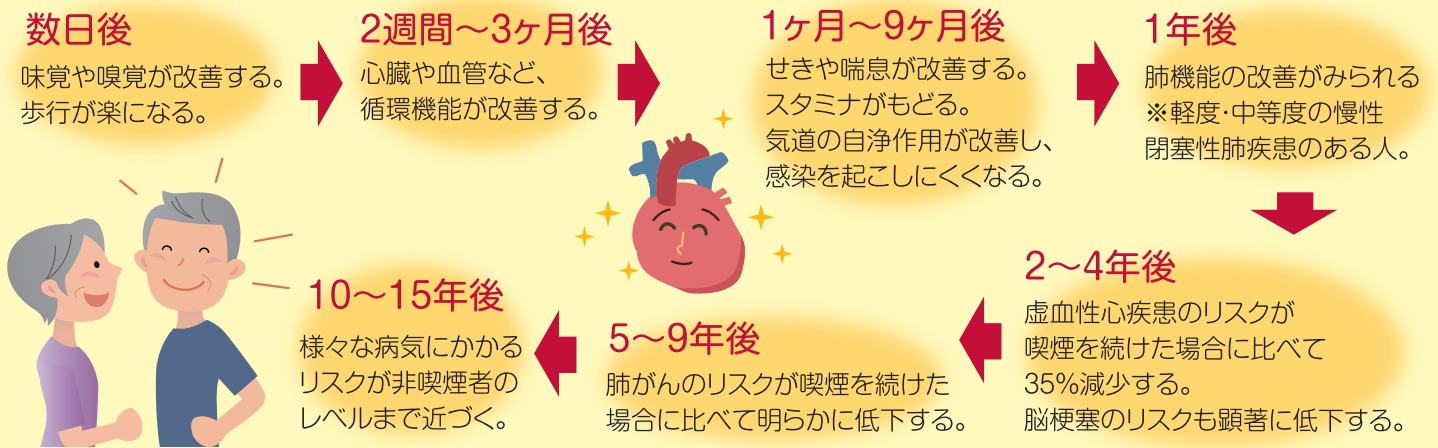 数日後
味覚や嗅覚が改善する。
歩行が楽になる。
2週間～3ヶ月後
心臓や血管など、
循環機能が改善する。
1ヶ月～9ヶ月後
せきや喘息が改善する。
スタミナがもどる。
気道の自浄作用が改善し、
感染を起こしにくくなる。
1年後
肺機能の改善がみられる
※軽度・中等度の慢性
閉塞性肺疾患のある人。
2～4年後
虚血性心疾患のリスクが
喫煙を続けた場合に比べて
35%減少する。
脳梗塞のリスクも顕著に低下する。
5～9年後
肺がんのリスクが喫煙を続けた
場合に比べて明らかに低下する。
10～15年後
様々な病気にかかる
リスクが非喫煙者の
レベルまで近づく。